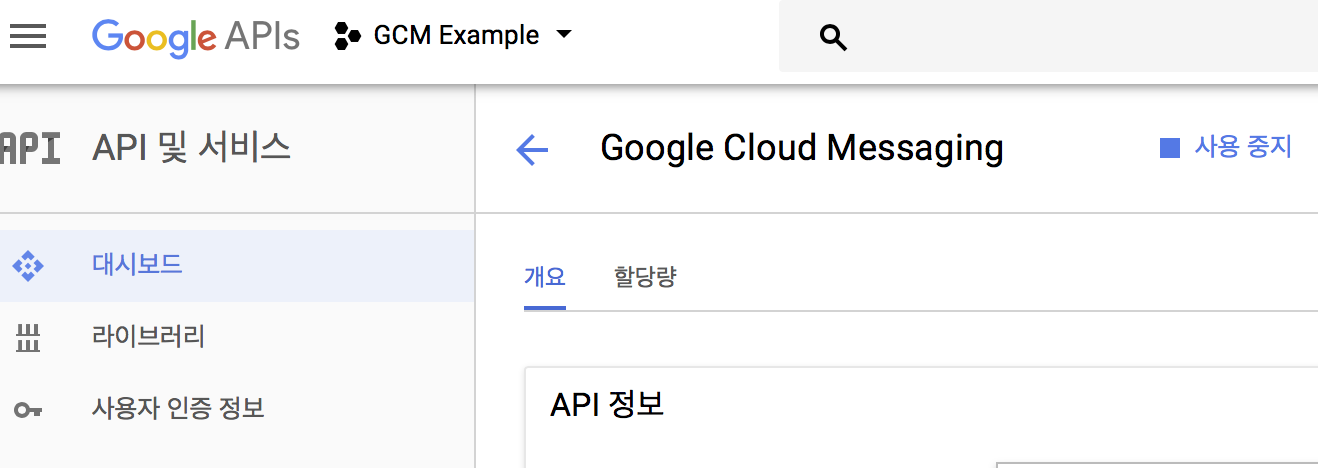 Google APIs GCM Example
API API 및 서비스
Google Cloud Messaging 사용 중지
대시보드
라이브러리
사용자 인증 정보
개요 할당량
API 정보